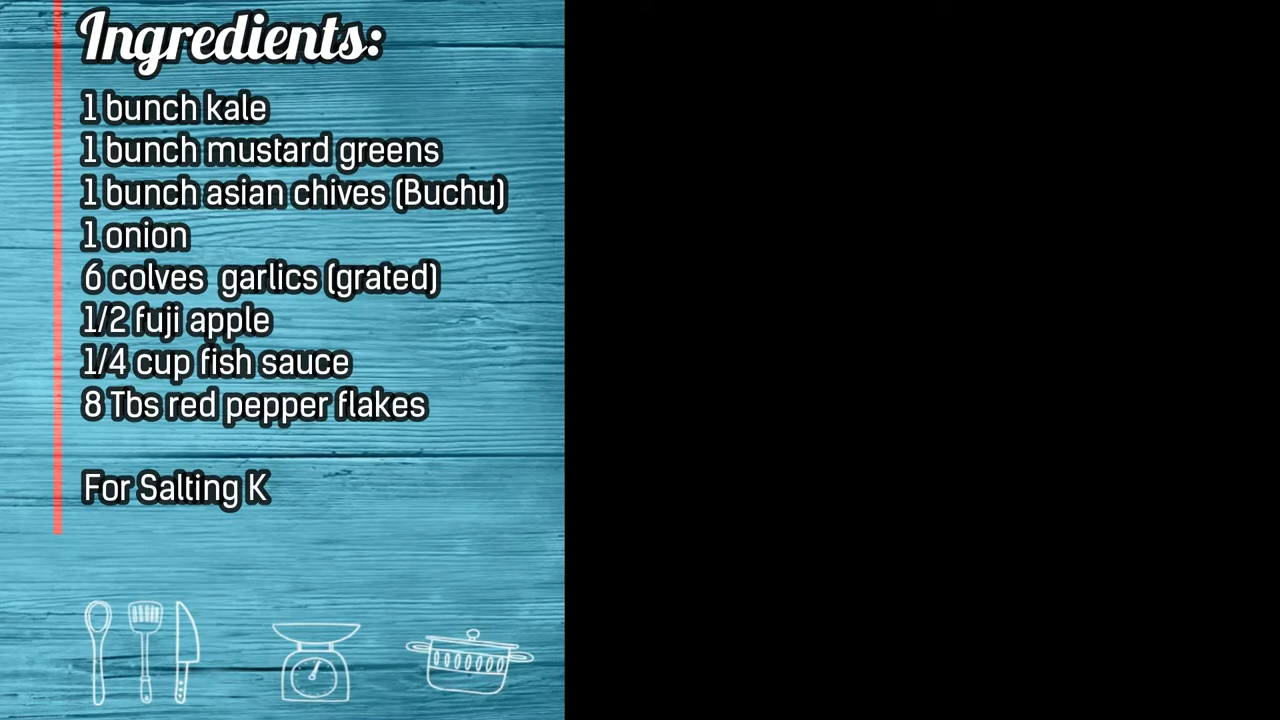 Ingredients:
1 bunch kale
1 bunch mustard greens
1 bunch asian chives (Buchu)
1 onion
6 colves garlics (grated)
1/2 fuji apple
1/4 cup fish sauce
8 Tbs red pepper flakes
For Salting K